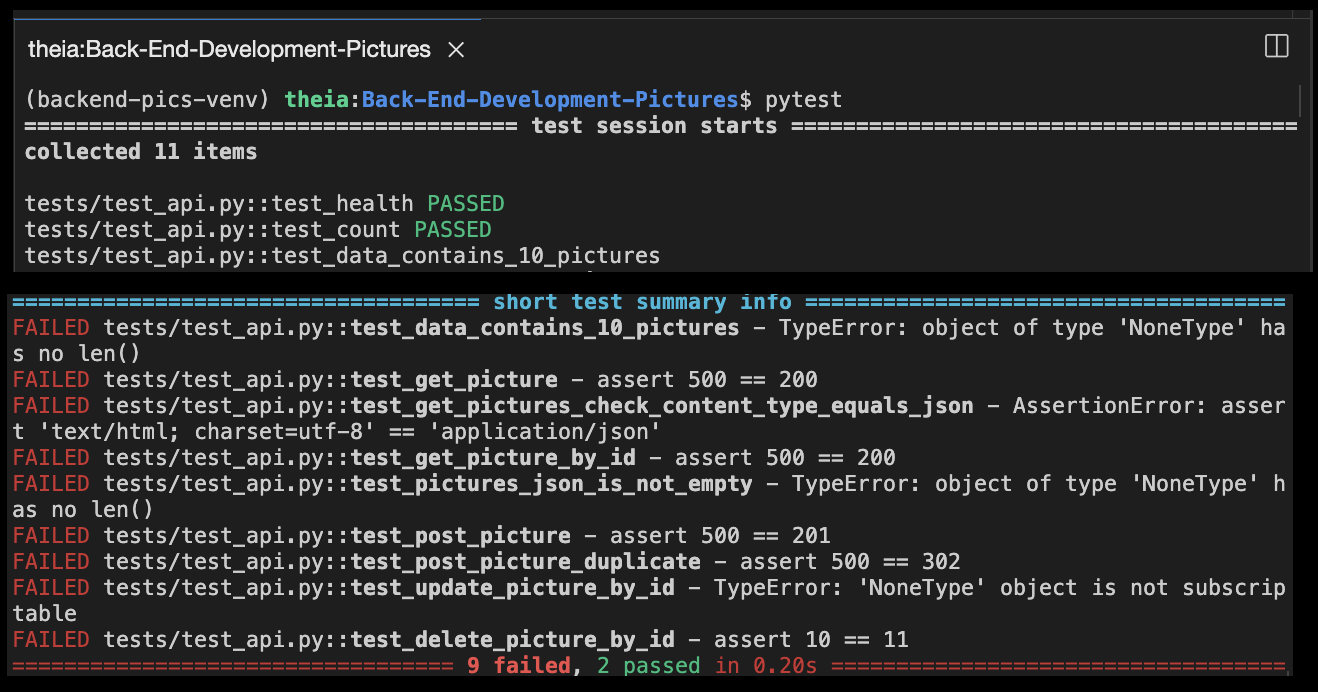 theia:Back-End-Development-Pictures ×
(backend-pics-venv) theia:Back-End-Development-Pictures$ pytest
====================================== test session starts =======================================
collected 11 items
tests/test_api.py::test_health PASSED
tests/test_api.py::test_count PASSED
tests/test_api.py::test_data_contains_10_pictures
==================================== short test summary info =====================================
FAILED tests/test_api.py::test_data_contains_10_pictures - TypeError: object of type 'NoneType' ha
s no len()
FAILED tests/test_api.py::test_get_picture - assert 500 == 200
FAILED tests/test_api.py::test_get_pictures_check_content_type_equals_json - AssertionError: asser
t 'text/html; charset=utf-8' == 'application/json'
FAILED tests/test_api.py::test_get_picture_by_id - assert 500 == 200
FAILED tests/test_api.py::test_pictures_json_is_not_empty - TypeError: object of type 'NoneType' h
as no len()
FAILED tests/test_api.py::test_post_picture - assert 500 == 201
FAILED tests/test_api.py::test_post_picture_duplicate - assert 500 == 302
FAILED tests/test_api.py::test_update_picture_by_id - TypeError: 'NoneType' object is not subscrip
table
FAILED tests/test_api.py::test_delete_picture_by_id - assert 10 == 11
================================== 9 failed, 2 passed in 0.20s ===================================